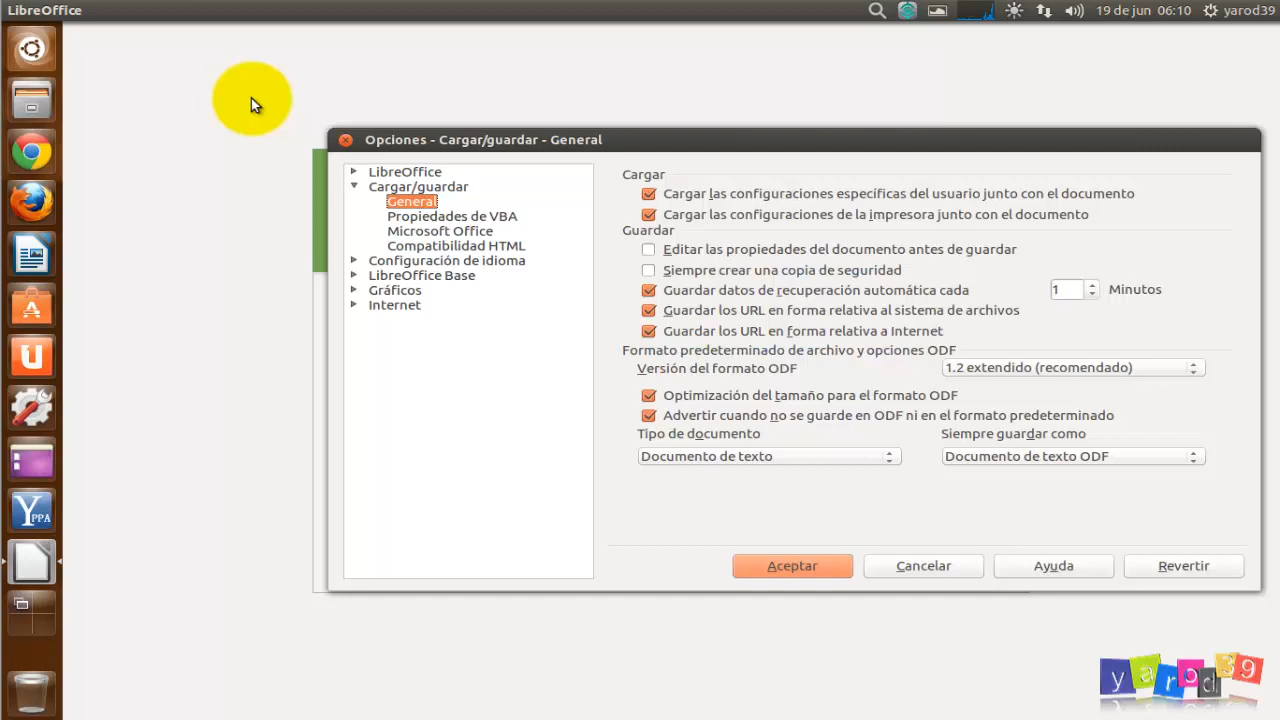 LibreOffice
19 de jun 06:10 yarod39
Opciones - Cargar/guardar - General
LibreOffice
Cargar/guardar
General
Propiedades de VBA
Microsoft Office
Compatibilidad HTML
Configuración de idioma
LibreOffice Base
Gráficos
Internet
Cargar
Cargar las configuraciones específicas del usuario junto con el documento
Cargar las configuraciones de la impresora junto con el documento
Guardar
Editar las propiedades del documento antes de guardar
Siempre crear una copia de seguridad
Guardar datos de recuperación automática cada 1 Minutos
Guardar los URL en forma relativa al sistema de archivos
Guardar los URL en forma relativa a Internet
Formato predeterminado de archivo y opciones ODF
Versión del formato ODF 1.2 extendido (recomendado)
Optimización del tamaño para el formato ODF
Advertir cuando no se guarde en ODF ni en el formato predeterminado
Tipo de documento Siempre guardar como
Documento de texto Documento de texto ODF
Aceptar Cancelar Ayuda Revertir
Y PPA
yarod39